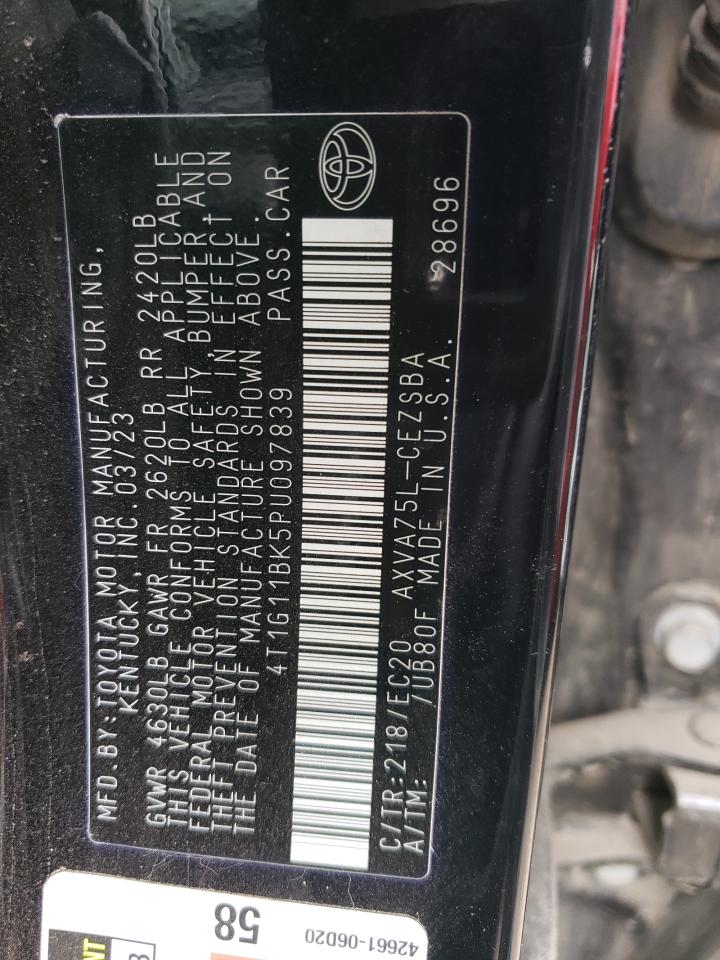 MFD.BY:TOYOTA MOTOR MANUFACTURING,
KENTUCKY, INC.03/23
GVWR 4630LB GAWR FR 2620LB RR 2420LB
THIS VEHICLE CONFORMS TO ALL APPLICABLE
FEDERAL MOTOR VEHICLE SAFETY, BUMPER AND
THEFT PREVENTION STANDARDS IN EFFECT ON
THE DATE OF MANUFACTURE SHOWN ABOVE.
4T1G11BK5PU097839 PASS.CAR
C/TR:218/EC20 AXVA75L-CEZSBA
A/TM: /UB80F MADE IN U.S.A. 28696
58
42661-06D20